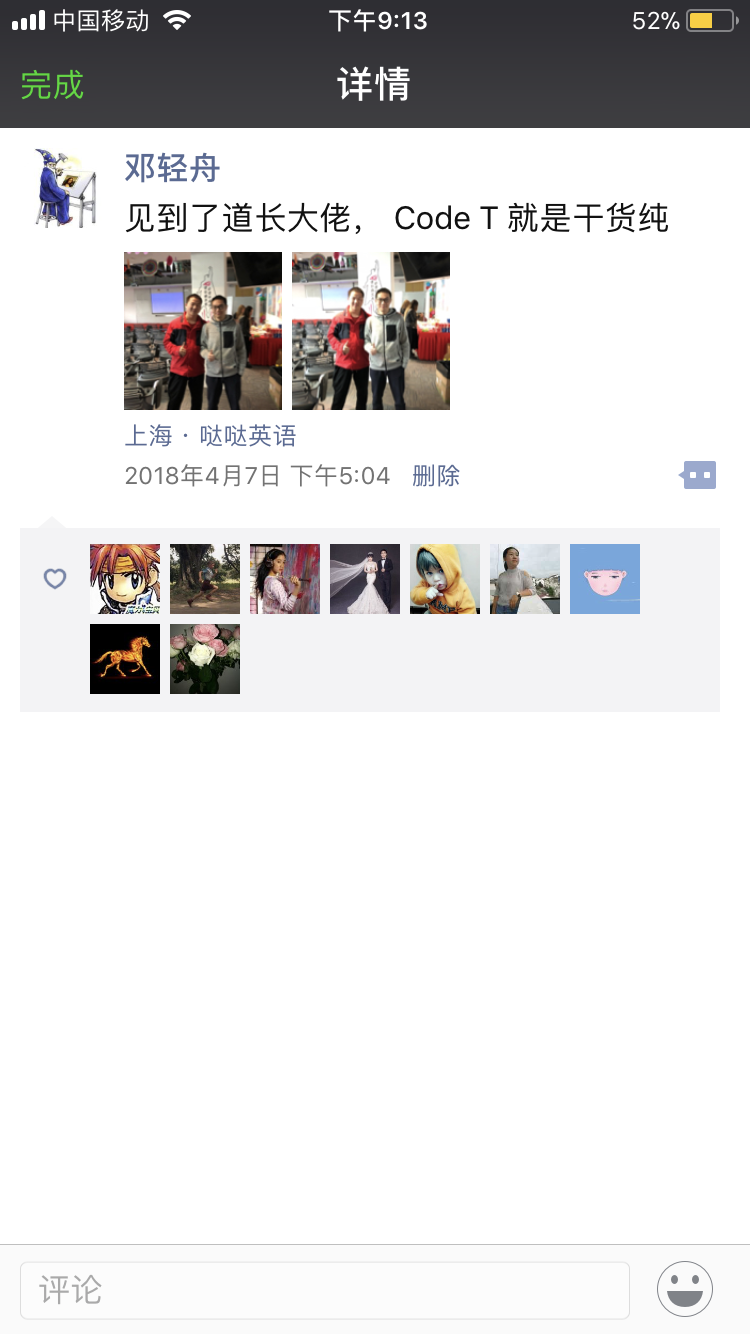 中国移动
下午9:13
52%
完成
详情
邓轻舟
见到了道长大佬， Code T 就是干货纯
上海 · 哒哒英语
2018年4月7日 下午5:04 删除
评论